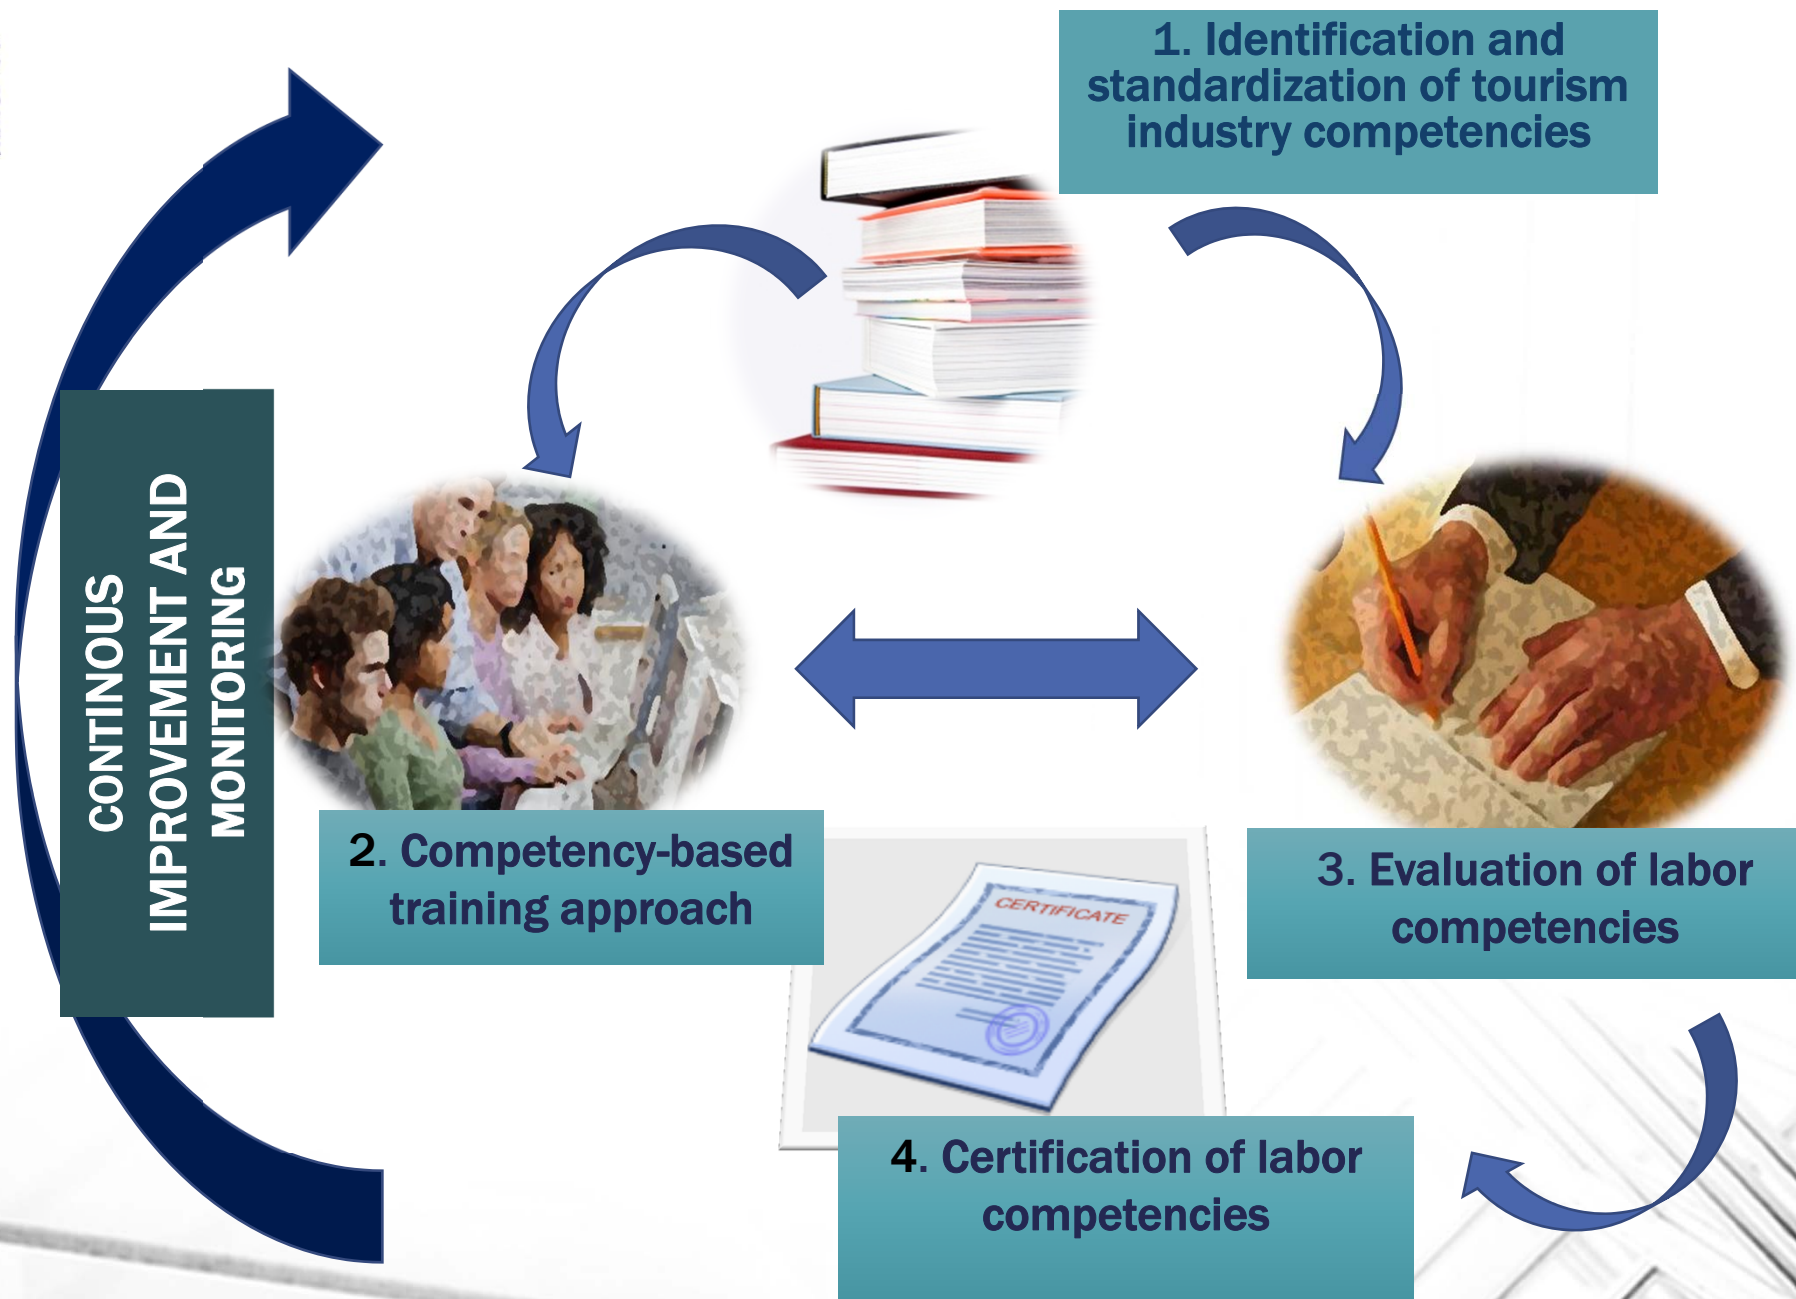 1. Identification and
standardization of tourism
industry competencies
CONTINOUS
IMPROVEMENT AND
MONITORING
2. Competency-based
training approach
3. Evaluation of labor
competencies
CERTIFICATE
4. Certification of labor
competencies